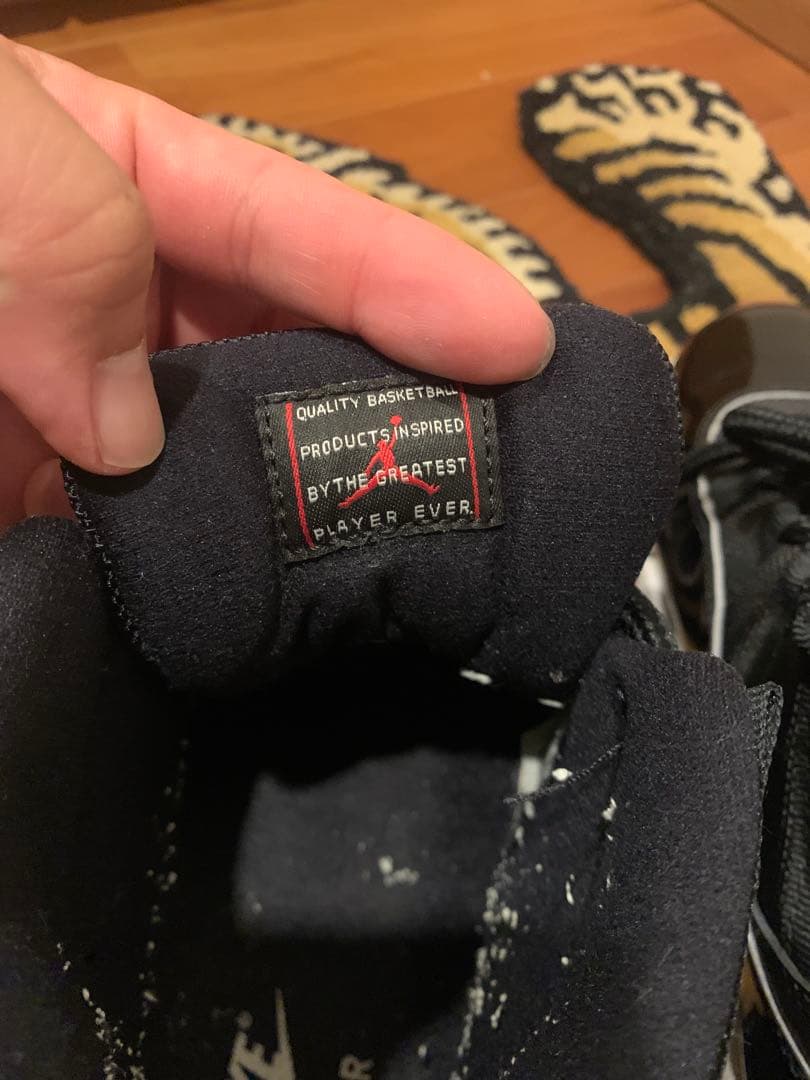 QUALITY BASKETBALL
PRODUCTS INSPIRED
BY THE GREATEST
PLAYER EVER.